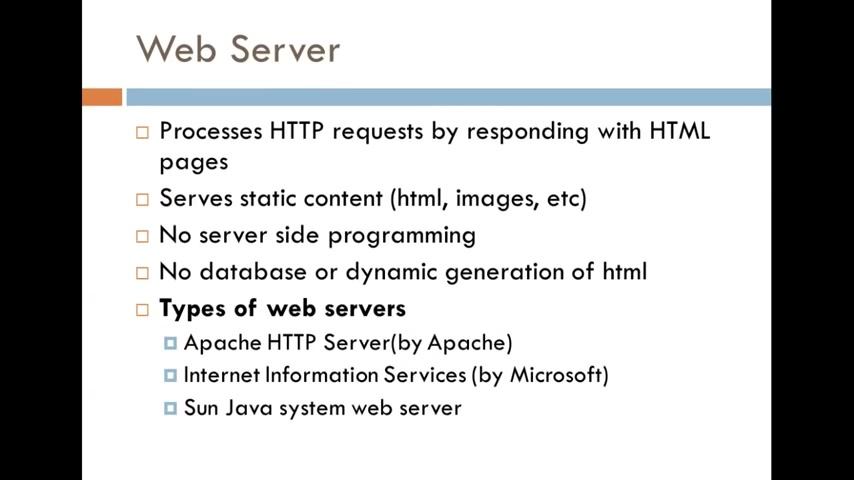 Web Server
Processes HTTP requests by responding with HTML
pages
Serves static content (html, images, etc)
No server side programming
No database or dynamic generation of html
Types of web servers
Apache HTTP Server(by Apache)
Internet Information Services (by Microsoft)
Sun Java system web server